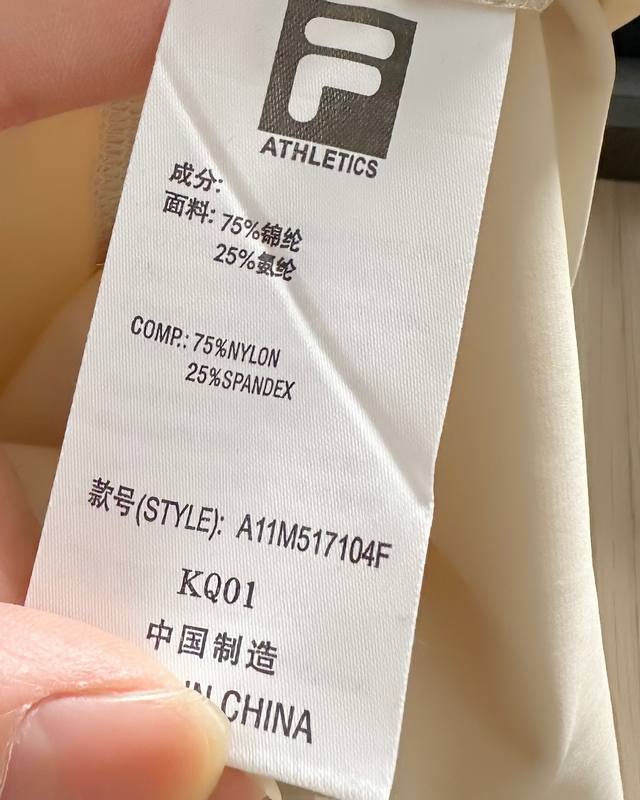 F
ATHLETICS
成分:
面料: 75%锦纶
25%氨纶
COMP.: 75%NYLON
25%SPANDEX
款号(STYLE): A11M517104F
KQ01
中国制造
IN CHINA